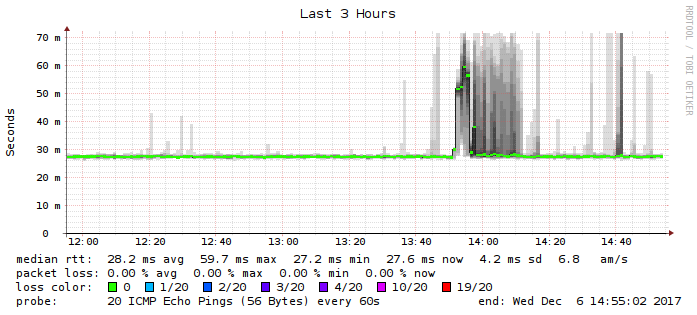 Last 3 Hours
RRDTOOL / TOBI OETIKER
Seconds
70 m
60 m
50 m
40 m
30 m
20 m
10 m
0
12:00 12:20 12:40 13:00 13:20 13:40 14:00 14:20 14:40
median rtt: 28.2 ms avg 59.7 ms max 27.2 ms min 27.6 ms now 4.2 ms sd 6.8 am/s
packet loss: 0.00 % avg 0.00 % max 0.00 % min 0.00 % now
loss color: 0 1/20 2/20 3/20 4/20 10/20 19/20
probe: 20 ICMP Echo Pings (56 Bytes) every 60s end: Wed Dec 6 14:55:02 2017